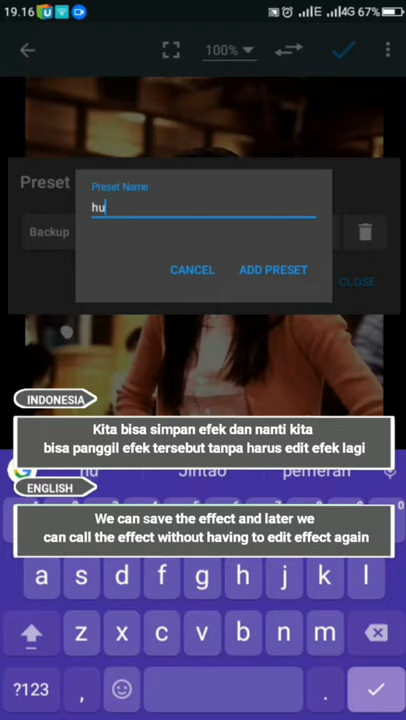 19.16
4G 67%
100%
Preset
Preset Name
hu
Backup
CANCEL
ADD PRESET
CLOSE
INDONESIA
Kita bisa simpan efek dan nanti kita
bisa panggil efek tersebut tanpa harus edit efek lagi
hu Jintao pemeran
ENGLISH
We can save the effect and later we
can call the effect without having to edit effect again
0
a s d f g h j k l
z x c v b n m
?123 , .